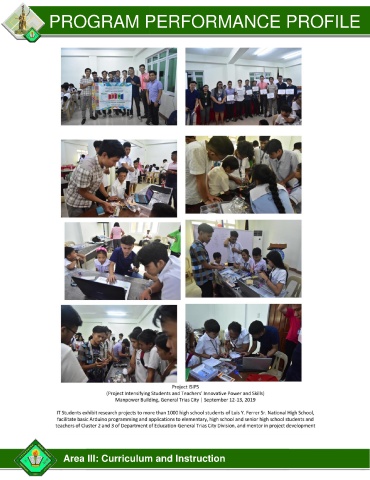 PROGRAM PERFORMANCE PROFILE
Project ISIPS
(Project Intensifying Students and Teachers' Innovative Power and Skills)
Manpower Building, General Trias City | September 12-13, 2019
IT Students exhibit research projects to more than 1000 high school students of Luis Y. Ferrer Sr. National High School,
facilitate basic Arduino programming and applications to elementary, high school and senior high school students and
teachers of Cluster 2 and 3 of Department of Education-General Trias City Division, and mentor in project development
Area III: Curriculum and Instruction